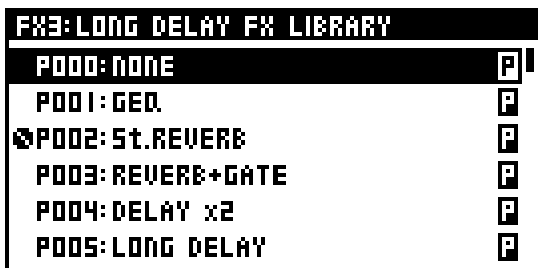 FX3:LONG DELAY FX LIBRARY
P000:NONE P
P001:GEQ P
P002:St.REVERB P
P003:REVERB+GATE P
P004:DELAY x2 P
P005:LONG DELAY P